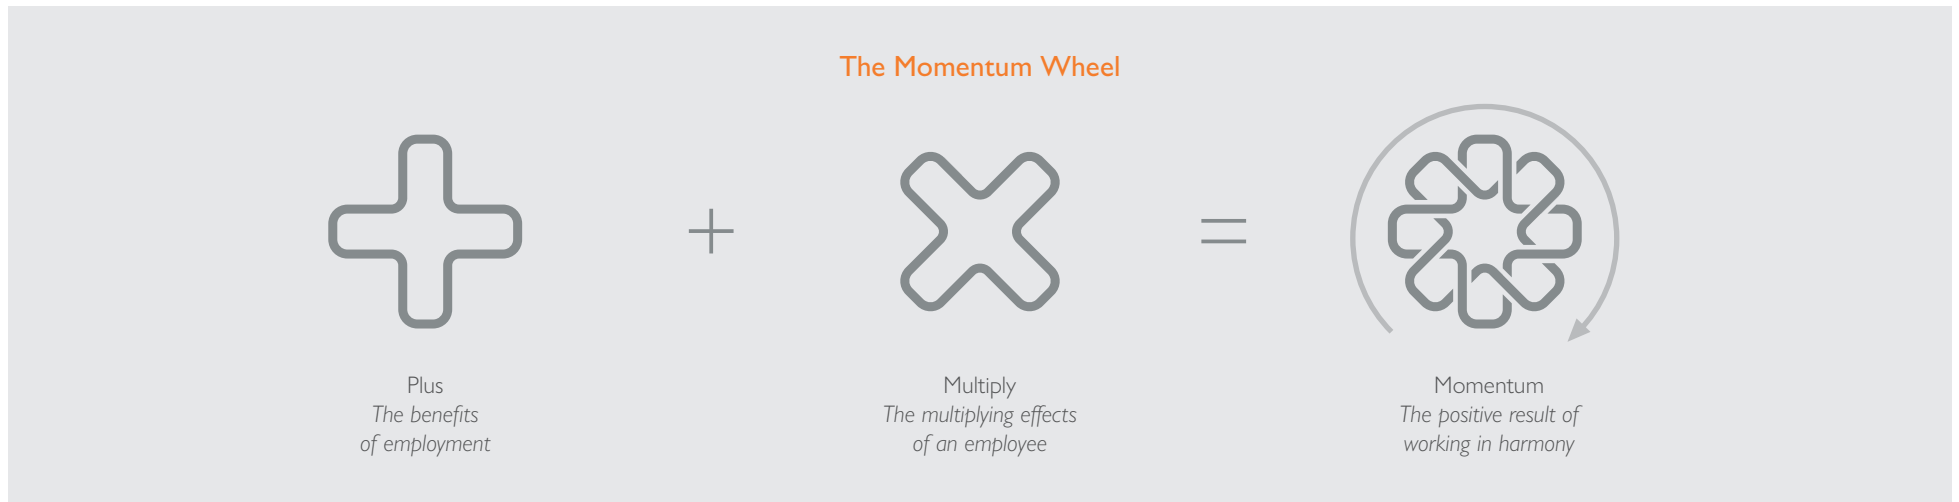 The Momentum Wheel
+
=
Plus
The benefits
of employment
Multiply
The multiplying effects
of an employee
Momentum
The positive result of
working in harmony